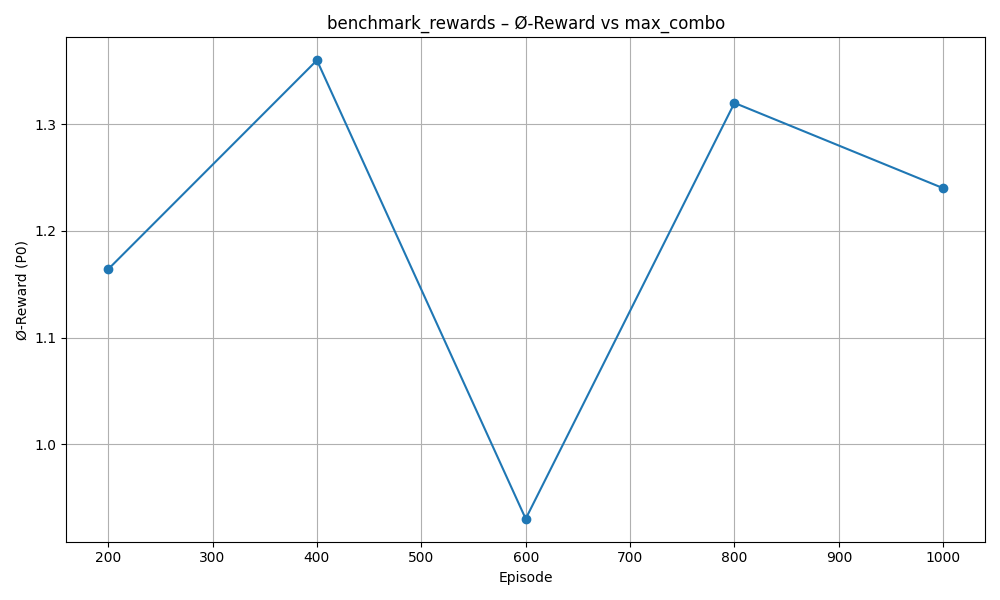 benchmark_rewards – Ø-Reward vs max_combo
Ø-Reward (P0)
1.3
1.2
1.1
1.0
200 300 400 500 600 700 800 900 1000
Episode